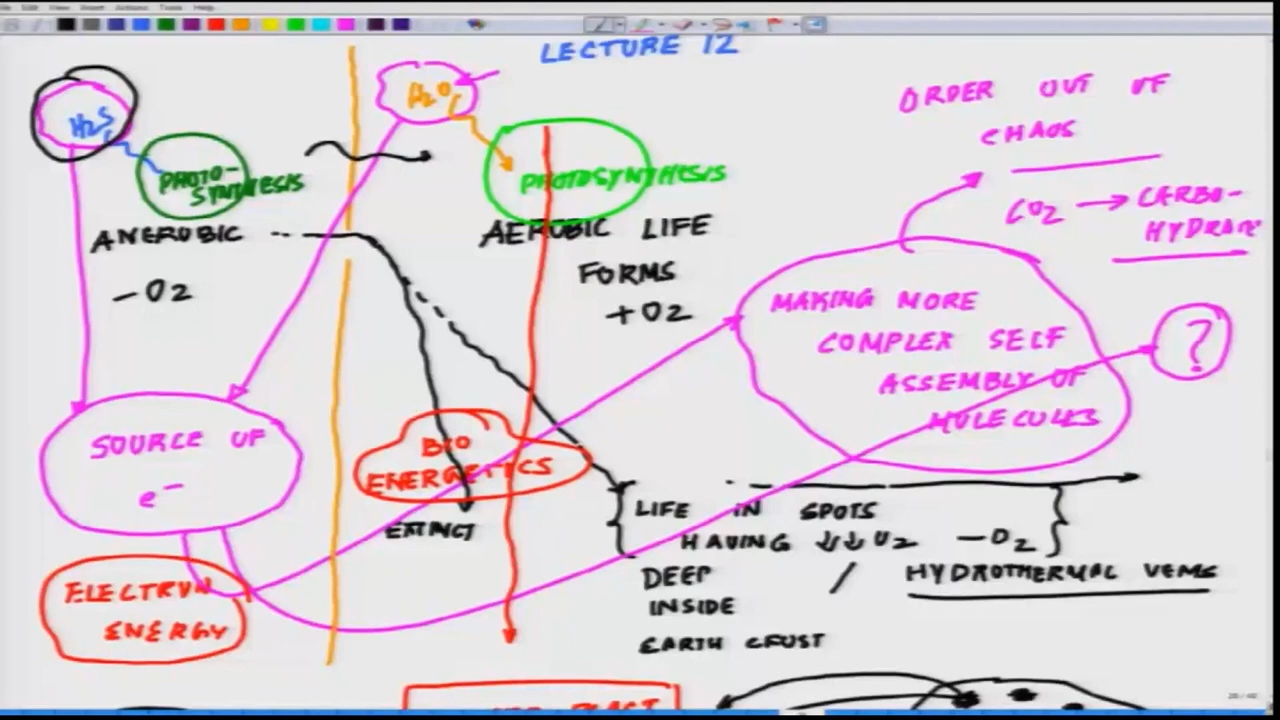 LECTURE 12
H2S
PHOTO-
SYNTHESIS
ANERUBIC
-O2
H2O
PHOTOSYNTHESIS
AEROBIC LIFE
FORMS
+O2
ORDER OUT OF
CHAOS
CO2 → CARBO-
HYDRATE
MAKING MORE
COMPLEX SELF
ASSEMBLY OF
MOLECULES
?
SOURCE OF
e-
BIO
ENERGETICS
EXTINCT
LIFE IN SPOTS
HAVING ↓↓↓ O2 -O2
DEEP / HYDROTHERMAL VENTS
INSIDE
EARTH CRUST
ELECTRON
ENERGY